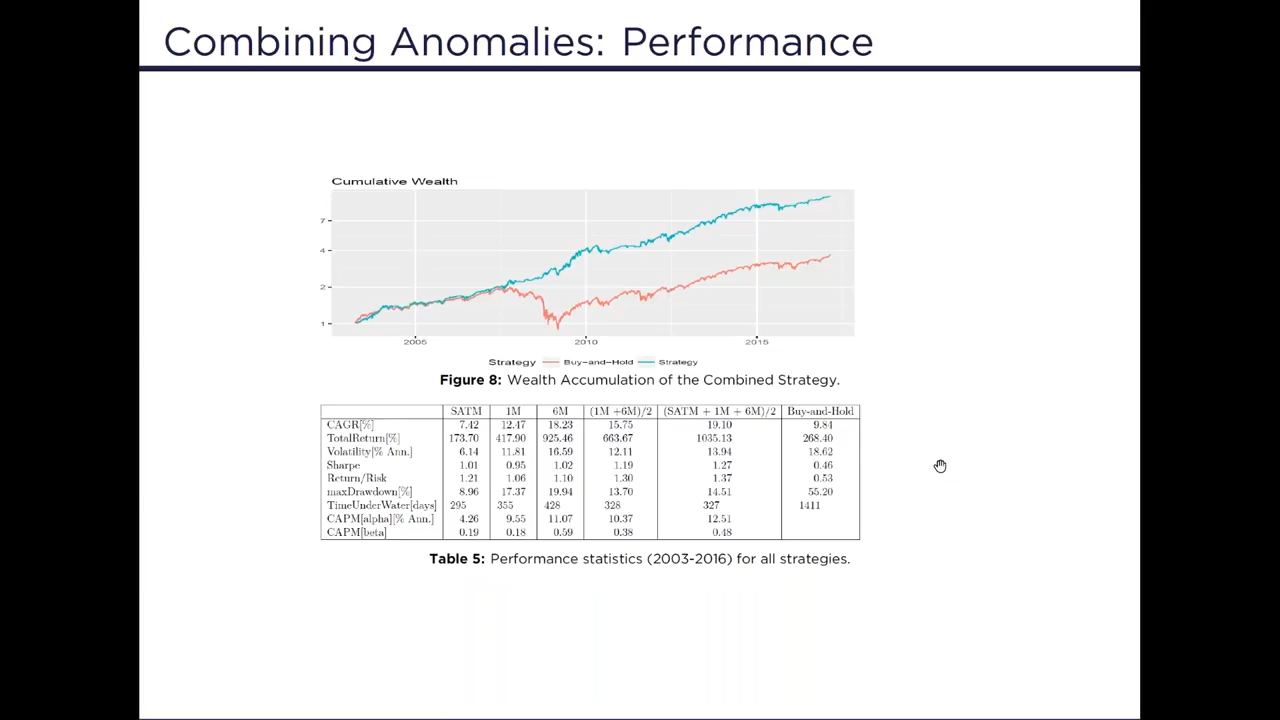 Combining Anomalies: Performance
Cumulative Wealth
7
4
2
1
2005 2010 2015
Strategy Buy-and-Hold Strategy
Figure 8: Wealth Accumulation of the Combined Strategy.
SATM 1M 6M (1M +6M)/2 (SATM + 1M + 6M)/2 Buy-and-Hold
CAGR[%] 7.42 12.47 18.23 15.75 19.10 9.84
TotalReturn[%] 173.70 417.90 925.46 663.67 1035.13 268.40
Volatility[% Ann.] 6.14 11.81 16.59 12.11 13.94 18.62
Sharpe 1.01 0.95 1.02 1.19 1.27 0.46
Return/Risk 1.21 1.06 1.10 1.30 1.37 0.53
maxDrawdown[%] 8.96 17.37 19.94 13.70 14.51 55.20
TimeUnderWater[days] 295 355 428 328 327 1411
CAPM[alpha][% Ann.] 4.26 9.55 11.07 10.37 12.51
CAPM[beta] 0.19 0.18 0.59 0.38 0.48
Table 5: Performance statistics (2003-2016) for all strategies.